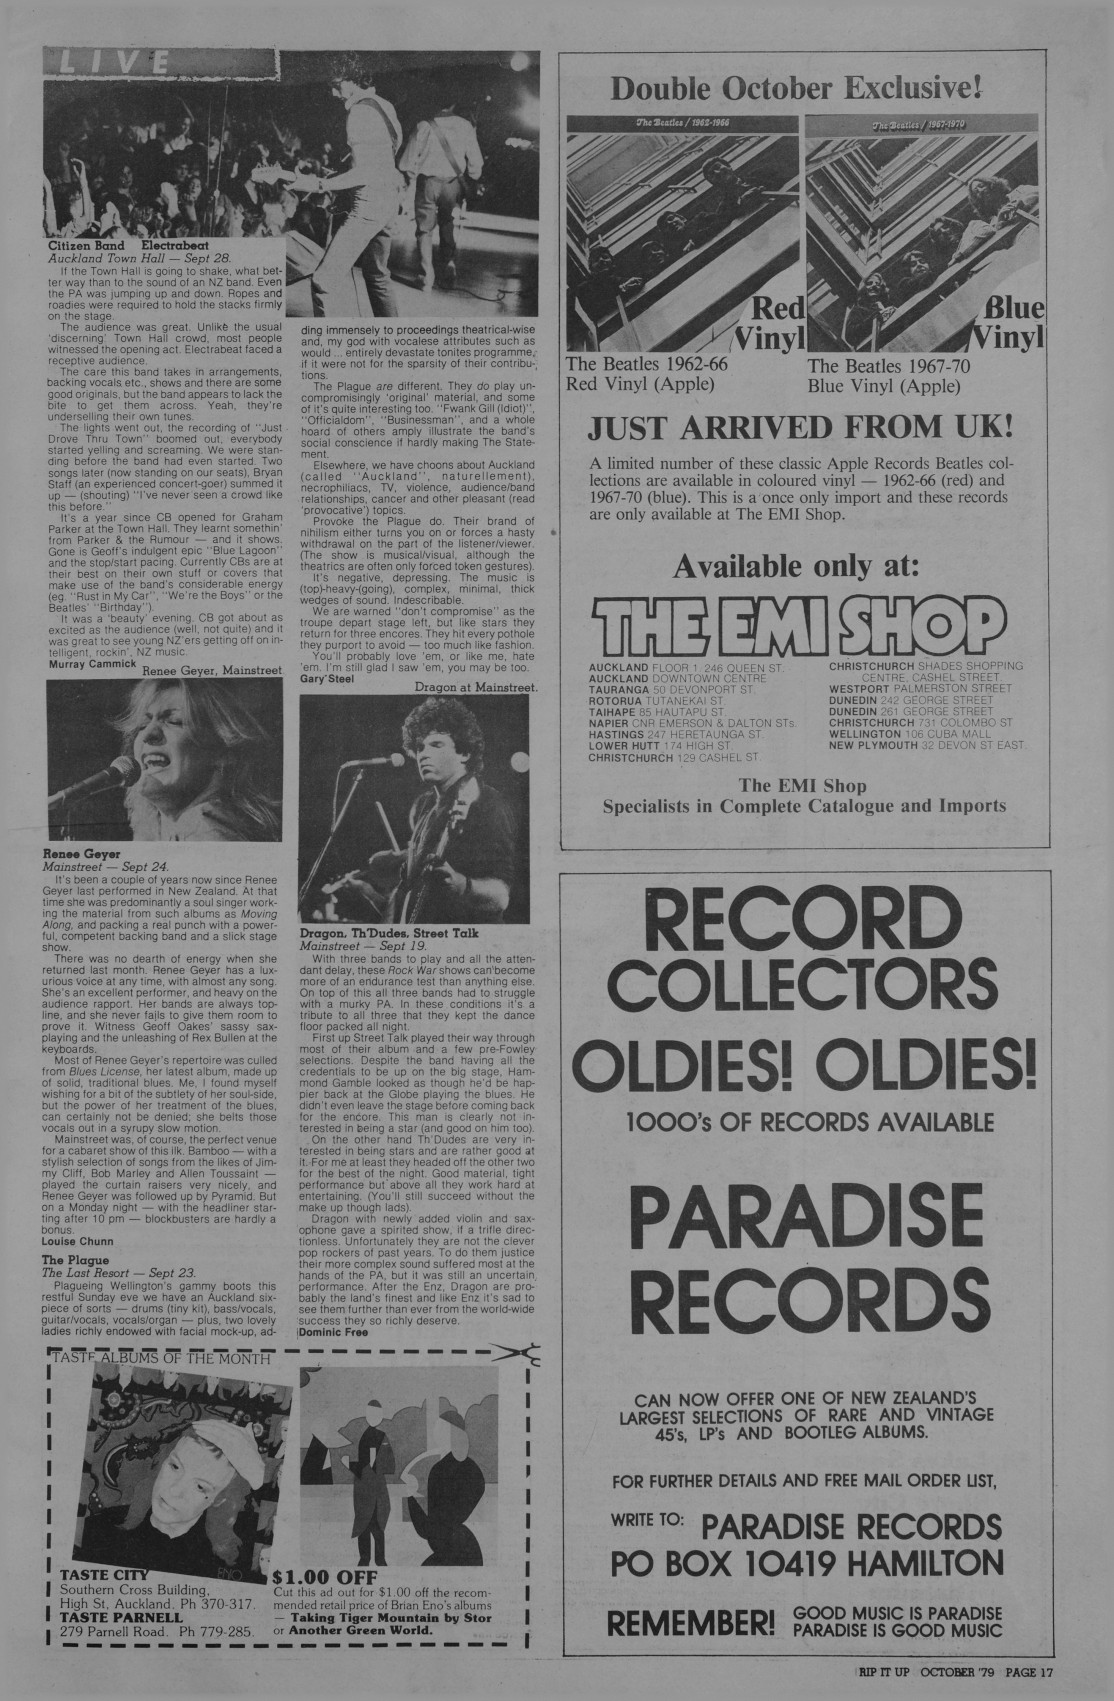 LIVE
Citizen Band Electrabeat
Auckland Town Hall — Sept 28.
If the Town Hall is going to shake, what bet-
ter way than to the sound of an NZ band. Even
the PA was jumping up and down. Ropes and
roadies were required to hold the stacks firmly
on the stage.
The audience was great. Unlike the usual
'discerning' Town Hall crowd, most people
witnessed the opening act. Electrabeat faced a
receptive audience.
The care this band takes in arrangements,
backing vocals etc., shows and there are some
good originals, but the band appears to lack the
bite to get them across. Yeah, they're
underselling their own tunes.
The lights went out, the recording of "Just
Drove Thru Town" boomed out, everybody
started yelling and screaming. We were stan-
ding before the band had even started. Two
songs later (now standing on our seats), Bryan
Staff (an experienced concert-goer) summed it
up — (shouting) "I've never seen a crowd like
this before."
It's a year since CB opened for Graham
Parker at the Town Hall. They learnt somethin'
from Parker & the Rumour — and it shows.
Gone is Geoff's indulgent epic "Blue Lagoon"
and the stop/start pacing. Currently CBs are at
their best on their own stuff or covers that
make use of the band's considerable energy
(eg. "Rust in My Car", "We're the Boys" or the
Beatles' "Birthday").
It was a 'beauty' evening. CB got about as
excited as the audience (well, not quite) and it
was great to see young NZ'ers getting off on in-
telligent, rockin', NZ music.
Murray Cammick
Renee Geyer, Mainstreet
Renee Geyer
Mainstreet — Sept 24.
It's been a couple of years now since Renee
Geyer last performed in New Zealand. At that
time she was predominantly a soul singer work-
ing the material from such albums as Moving
Along, and packing a real punch with a power-
ful, competent backing band and a slick stage
show.
There was no dearth of energy when she
returned last month. Renee Geyer has a lux-
urious voice at any time, with almost any song.
She's an excellent performer, and heavy on the
audience rapport. Her bands are always top-
line, and she never fails to give them room to
prove it. Witness Geoff Oakes' sassy sax-
playing and the unleashing of Rex Bullen at the
keyboards.
Most of Renee Geyer's repertoire was culled
from Blues License, her latest album, made up
of solid, traditional blues. Me, I found myself
wishing for a bit of the subtlety of her soul-side,
but the power of her treatment of the blues,
can certainly not be denied; she belts those
vocals out in a syrupy slow motion.
Mainstreet was, of course, the perfect venue
for a cabaret show of this ilk. Bamboo — with a
stylish selection of songs from the likes of Jim-
my Cliff, Bob Marley and Allen Toussaint —
played the curtain raisers very nicely, and
Renee Geyer was followed up by Pyramid. But
on a Monday night — with the headliner star-
ting after 10 pm — blockbusters are hardly a
bonus.
Louise Chunn
The Plague
The Last Resort — Sept 23.
Plagueing Wellington's gammy boots this
restful Sunday eve we have an Auckland six-
piece of sorts — drums (tiny kit), bass/vocals,
guitar/vocals, vocals/organ — plus, two lovely
ladies richly endowed with facial mock-up, ad-
ding immensely to proceedings theatrical-wise
and, my god with vocalese attributes such as
would ... entirely devastate tonites programme,
if it were not for the sparsity of their contribu-
tions.
The Plague are different. They do play un-
compromisingly 'original' material, and some
of it's quite interesting too. "Fwank Gill (Idiot)",
"Officialdom", "Businessman", and a whole
hoard of others amply illustrate the band's
social conscience if hardly making The State-
ment.
Elsewhere, we have choons about Auckland
(called "Auckland", naturellement),
necrophiliacs, TV, violence, audience/band
relationships, cancer and other pleasant (read
'provocative') topics.
Provoke the Plague do. Their brand of
nihilism either turns you on or forces a hasty
withdrawal on the part of the listener/viewer.
(The show is musical/visual, although the
theatrics are often only forced token gestures).
It's negative, depressing. The music is
(top)-heavy-(going), complex, minimal, thick
wedges of sound. Indescribable.
We are warned "don't compromise" as the
troupe depart stage left, but like stars they
return for three encores. They hit every pothole
they purport to avoid — too much like fashion.
You'll probably love 'em, or like me, hate
'em. I'm still glad I saw 'em, you may be too.
Gary Steel
Dragon at Mainstreet.
Dragon, Th'Dudes, Street Talk
Mainstreet — Sept 19.
With three bands to play and all the atten-
dant delay, these Rock War shows can become
more of an endurance test than anything else.
On top of this all three bands had to struggle
with a murky PA. In these conditions it's a
tribute to all three that they kept the dance
floor packed all night.
First up Street Talk played their way through
most of their album and a few pre-Fowley
selections. Despite the band having all the
credentials to be up on the big stage, Ham-
mond Gamble looked as though he'd be hap-
pier back at the Globe playing the blues. He
didn't even leave the stage before coming back
for the encore. This man is clearly not in-
terested in being a star (and good on him too).
On the other hand Th'Dudes are very in-
terested in being stars and are rather good at
it. For me at least they headed off the other two
for the best of the night. Good material, tight
performance but above all they work hard at
entertaining. (You'll still succeed without the
make up though lads).
Dragon with newly added violin and sax-
ophone gave a spirited show, if a trifle direc-
tionless. Unfortunately they are not the clever
pop rockers of past years. To do them justice
their more complex sound suffered most at the
hands of the PA, but it was still an uncertain
performance. After the Enz, Dragon are pro-
bably the land's finest and like Enz it's sad to
see them further than ever from the world-wide
success they so richly deserve.
Dominic Free
TASTE ALBUMS OF THE MONTH
ENO
TASTE CITY
Southern Cross Building,
High St, Auckland. Ph 370-317.
TASTE PARNELL
279 Parnell Road. Ph 779-285.
$1.00 OFF
Cut this ad out for $1.00 off the recom-
mended retail price of Brian Eno's albums
— Taking Tiger Mountain by Stor
or Another Green World.
Double October Exclusive!
The Beatles / 1962-1966
The Beatles / 1967-1970
Red
Vinyl
Blue
Vinyl
The Beatles 1962-66
Red Vinyl (Apple)
The Beatles 1967-70
Blue Vinyl (Apple)
JUST ARRIVED FROM UK!
A limited number of these classic Apple Records Beatles col-
lections are available in coloured vinyl — 1962-66 (red) and
1967-70 (blue). This is a once only import and these records
are only available at The EMI Shop.
Available only at:
THE EMI SHOP
AUCKLAND FLOOR 1, 246 QUEEN ST.
AUCKLAND DOWNTOWN CENTRE
TAURANGA 50 DEVONPORT ST.
ROTORUA TUTANEKAI ST.
TAIHAPE 85 HAUTAPU ST.
NAPIER CNR EMERSON & DALTON STs.
HASTINGS 247 HERETAUNGA ST.
LOWER HUTT 174 HIGH ST.
CHRISTCHURCH 129 CASHEL ST.
CHRISTCHURCH SHADES SHOPPING
CENTRE, CASHEL STREET.
WESTPORT PALMERSTON STREET
DUNEDIN 242 GEORGE STREET
DUNEDIN 261 GEORGE STREET
CHRISTCHURCH 731 COLOMBO ST
WELLINGTON 106 CUBA MALL
NEW PLYMOUTH 32 DEVON ST EAST
The EMI Shop
Specialists in Complete Catalogue and Imports
RECORD
COLLECTORS
OLDIES! OLDIES!
1000's OF RECORDS AVAILABLE
PARADISE
RECORDS
CAN NOW OFFER ONE OF NEW ZEALAND'S
LARGEST SELECTIONS OF RARE AND VINTAGE
45's, LP's AND BOOTLEG ALBUMS.
FOR FURTHER DETAILS AND FREE MAIL ORDER LIST,
WRITE TO: PARADISE RECORDS
PO BOX 10419 HAMILTON
REMEMBER! GOOD MUSIC IS PARADISE
PARADISE IS GOOD MUSIC
RIP IT UP OCTOBER '79 PAGE 17